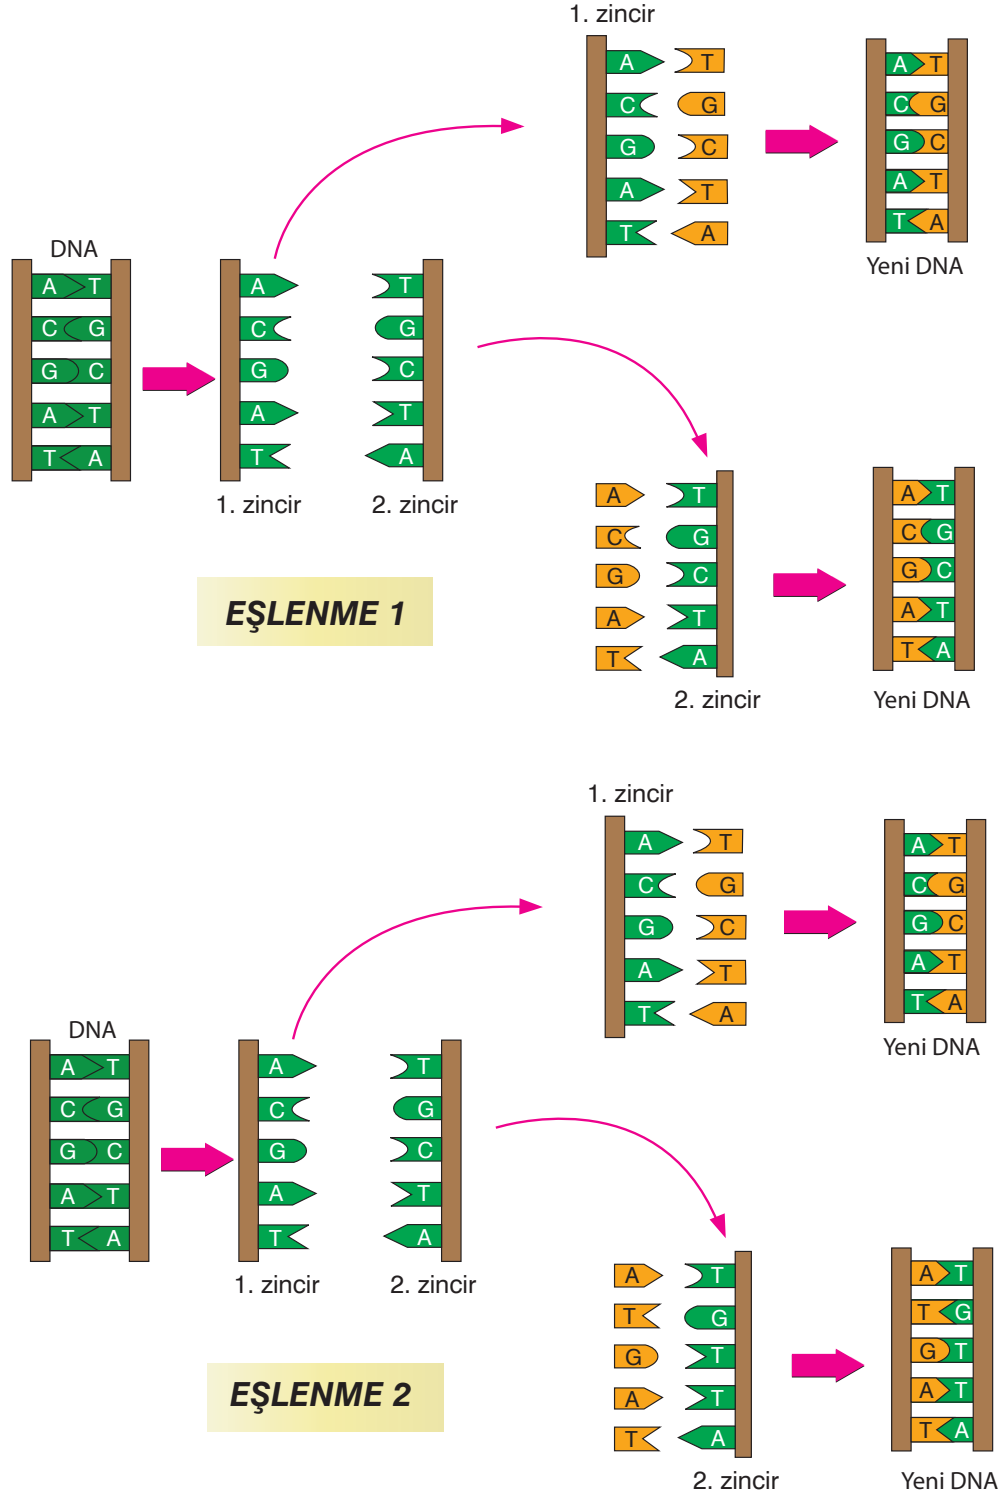 1. zincir
A T
C G
G C
A T
T A
A T
C G
G C
A T
T A
Yeni DNA
DNA
A T
C G
G C
A T
T A
A T
C G
G C
A T
T A
1. zincir 2. zincir
A T
C G
G C
A T
T A
2. zincir
A T
C G
G C
A T
T A
Yeni DNA
EŞLENME 1
1. zincir
A T
C G
G C
A T
T A
A T
C G
G C
A T
T A
Yeni DNA
DNA
A T
C G
G C
A T
T A
A T
C G
G C
A T
T A
1. zincir 2. zincir
A T
T G
G T
A T
T A
2. zincir
A T
T G
G T
A T
T A
Yeni DNA
EŞLENME 2